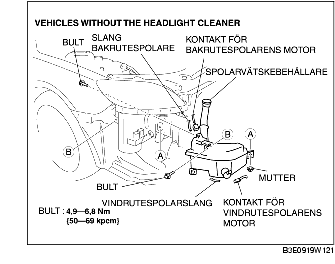 VEHICLES WITHOUT THE HEADLIGHT CLEANER
SLANG
BAKRUTESPOLARE
KONTAKT FÖR
BAKRUTESPOLARENS MOTOR
BULT
SPOLARVÄTSKEBEHÅLLARE
B
A
B
A
BULT
MUTTER
VINDRUTESPOLARSLANG
KONTAKT FÖR
VINDRUTESPOLARENS
MOTOR
BULT : 4,9—6,8 Nm
{50—69 kpcm}
B3E0919W121